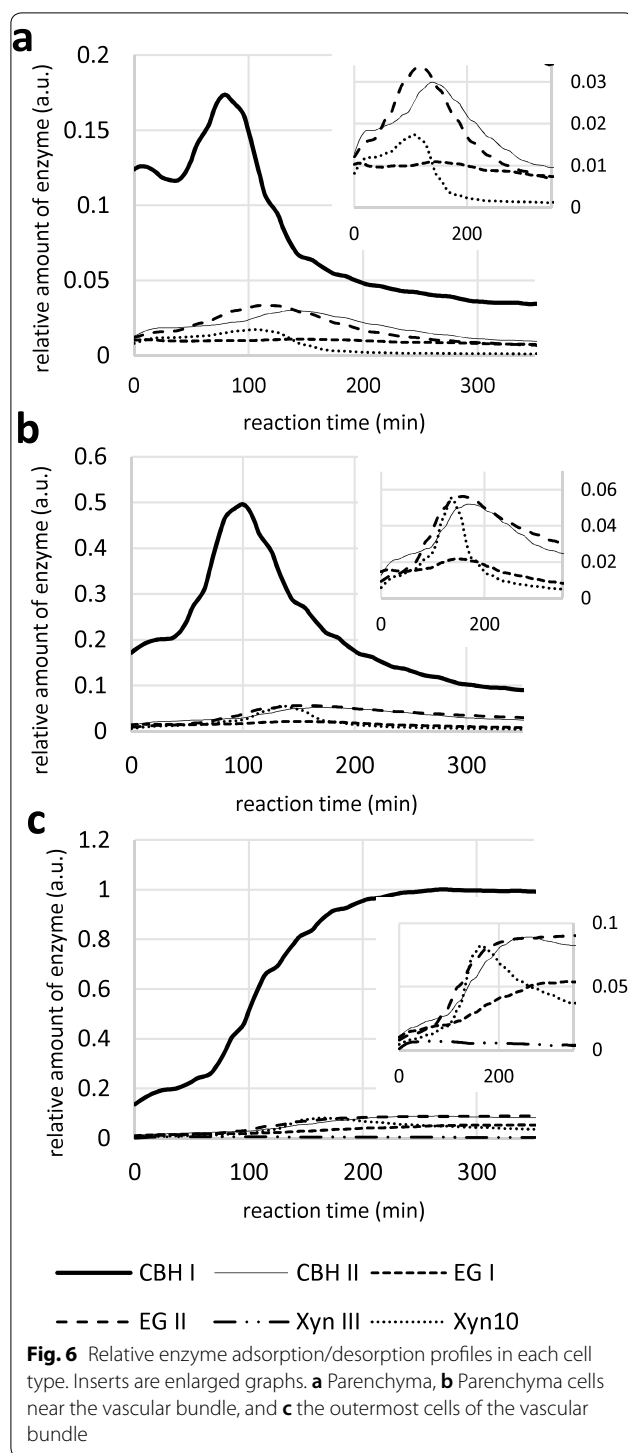 a
relative amount of enzyme (a.u.)
0.2
0.15
0.1
0.05
0
0 100 200 300
reaction time (min)
0.03
0.02
0.01
0
0 200
b
relative amount of enzyme (a.u.)
0.6
0.5
0.4
0.3
0.2
0.1
0
0 100 200 300
reaction time (min)
0.06
0.04
0.02
0
0 200
c
relative amount of enzyme (a.u.)
1.2
1
0.8
0.6
0.4
0.2
0
0 100 200 300
reaction time (min)
0.1
0.05
0
0 200
CBH I CBH II EG I
EG II Xyn III Xyn10
Fig. 6 Relative enzyme adsorption/desorption profiles in each cell
type. Inserts are enlarged graphs. a Parenchyma, b Parenchyma cells
near the vascular bundle, and c the outermost cells of the vascular
bundle